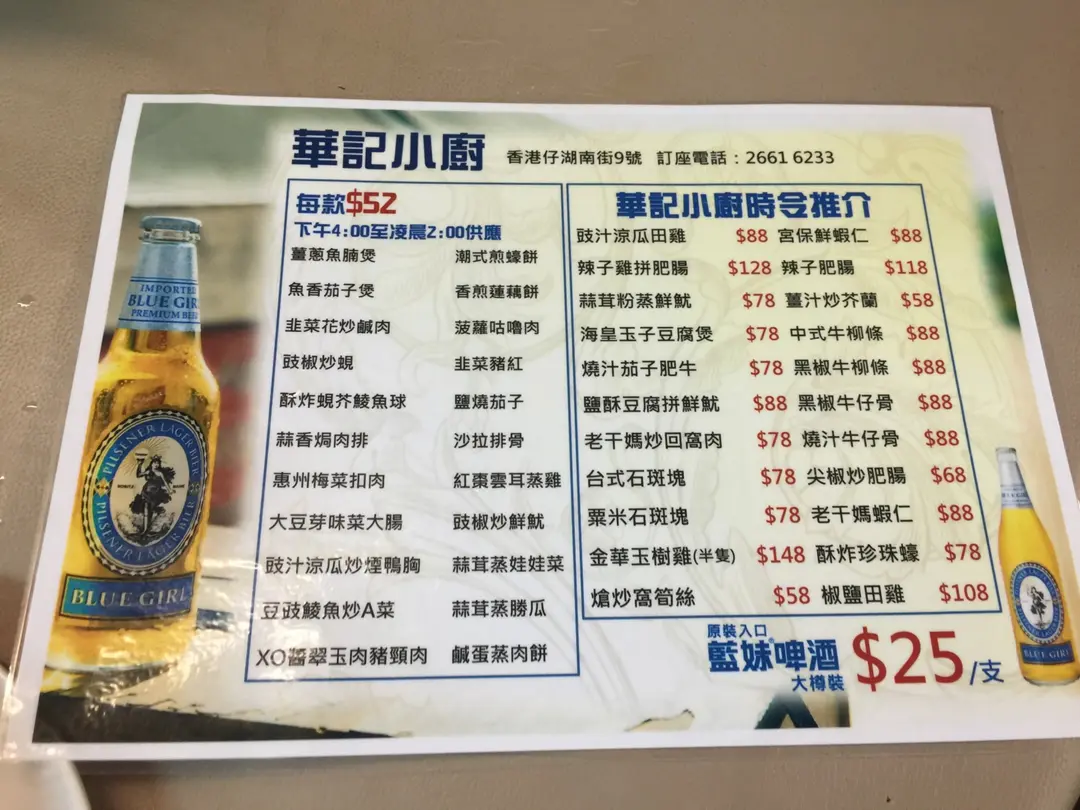 華記小廚 香港仔湖南街9號 訂座電話：2661 6233
每款$52
下午4:00至凌晨2:00供應
薑蔥魚腩煲 潮式煎蠔餅
魚香茄子煲 香煎蓮藕餅
韭菜花炒鹹肉 菠蘿咕嚕肉
豉椒炒蜆 韭菜豬紅
酥炸蜆芥鯪魚球 鹽燒茄子
蒜香焗肉排 沙拉排骨
惠州梅菜扣肉 紅棗雲耳蒸雞
大豆芽味菜大腸 豉椒炒鮮魷
豉汁涼瓜炒煙鴨胸 蒜茸蒸娃娃菜
豆豉鯪魚炒A菜 蒜茸蒸勝瓜
XO醬翠玉肉豬頸肉 鹹蛋蒸肉餅
華記小廚時令推介
豉汁涼瓜田雞 $88 宮保鮮蝦仁 $88
辣子雞拼肥腸 $128 辣子肥腸 $118
蒜茸粉蒸鮮魷 $78 薑汁炒芥蘭 $58
海皇玉子豆腐煲 $78 中式牛柳條 $88
燒汁茄子肥牛 $78 黑椒牛柳條 $88
鹽酥豆腐拼鮮魷 $88 黑椒牛仔骨 $88
老干媽炒回窩肉 $78 燒汁牛仔骨 $88
台式石斑塊 $78 尖椒炒肥腸 $68
粟米石斑塊 $78 老干媽蝦仁 $88
金華玉樹雞(半隻) $148 酥炸珍珠蠔 $78
熗炒窩筍絲 $58 椒鹽田雞 $108
原裝入口
藍妹啤酒 $25/支
大樽裝
IMPORTED
BLUE GIRL
PREMIUM BEER
PILSENER LAGERBIER
PILSENER LAGER BIER
BLUE GIRL
BLUE GIRL